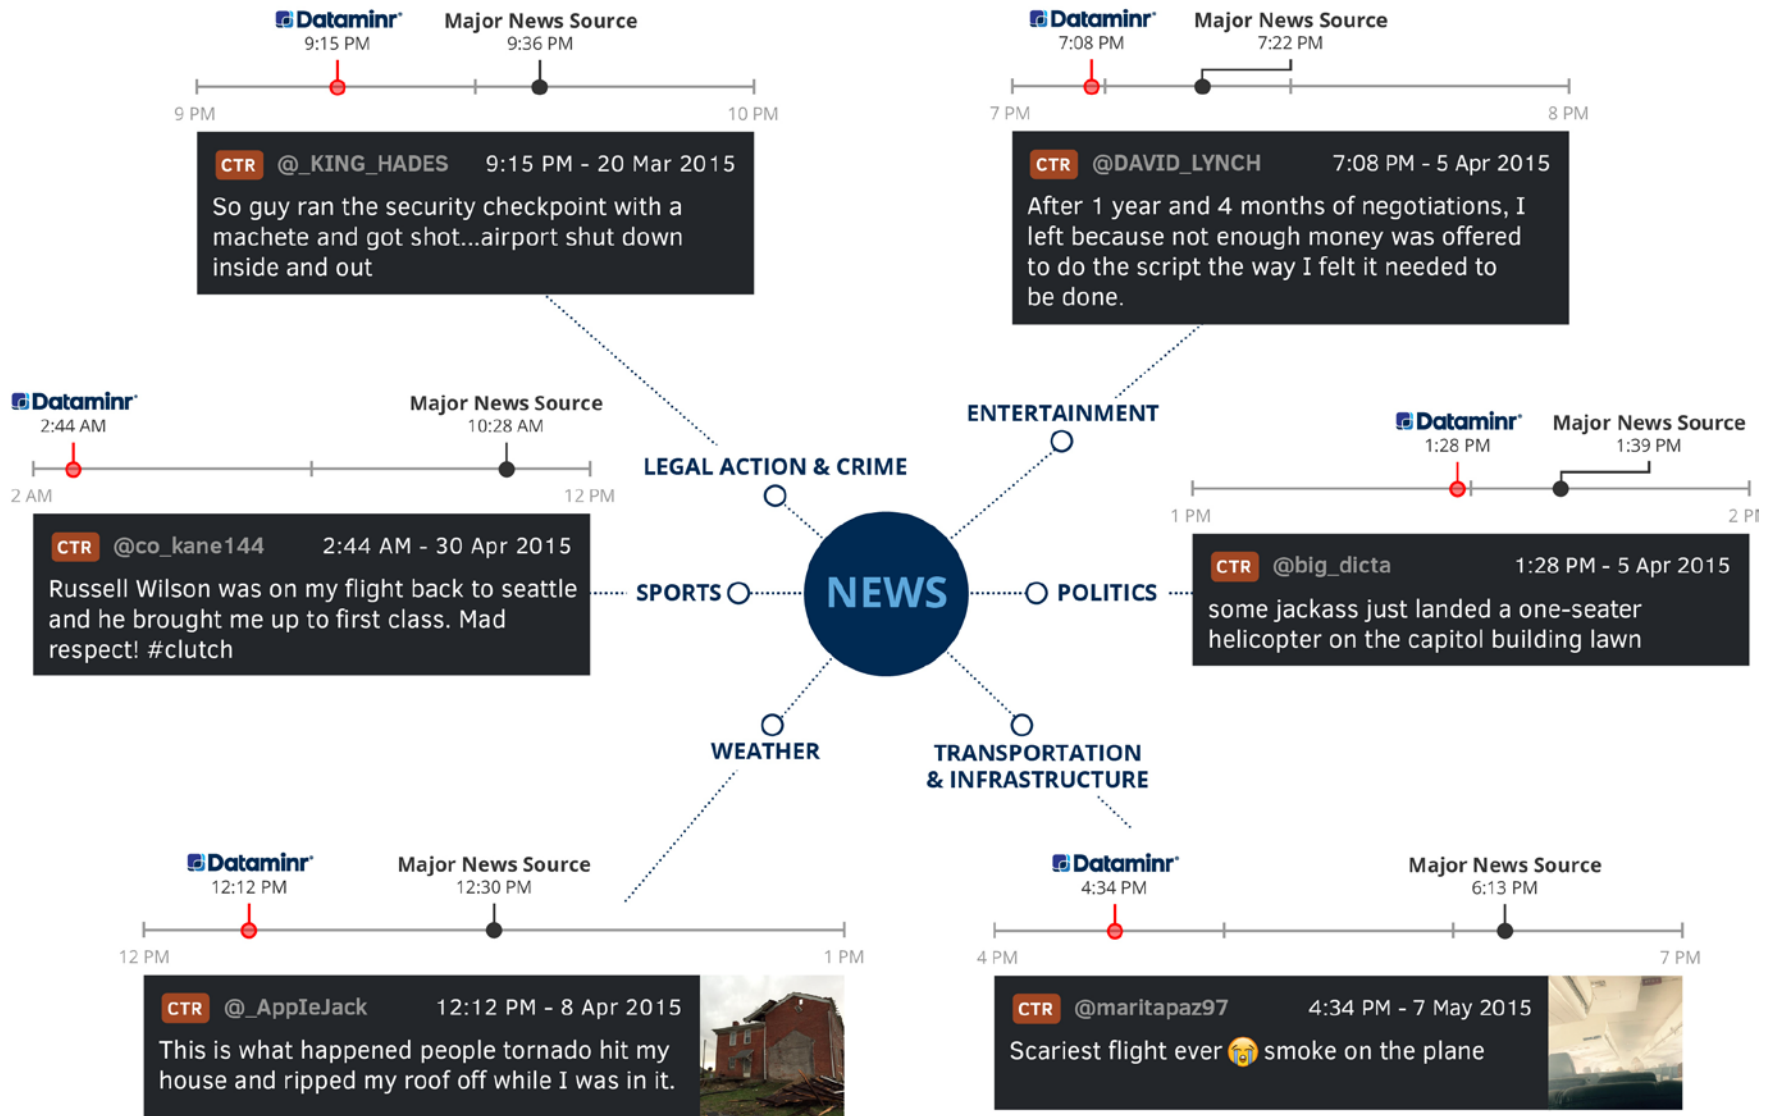 Dataminr
9:15 PM
Major News Source
9:36 PM
9 PM
10 PM
CTR @_KING_HADES 9:15 PM - 20 Mar 2015
So guy ran the security checkpoint with a
machete and got shot...airport shut down
inside and out
Dataminr
7:08 PM
Major News Source
7:22 PM
7 PM
8 PM
CTR @DAVID_LYNCH 7:08 PM - 5 Apr 2015
After 1 year and 4 months of negotiations, I
left because not enough money was offered
to do the script the way I felt it needed to
be done.
Dataminr
2:44 AM
Major News Source
10:28 AM
2 AM
12 PM
CTR @co_kane144 2:44 AM - 30 Apr 2015
Russell Wilson was on my flight back to seattle
and he brought me up to first class. Mad
respect! #clutch
LEGAL ACTION & CRIME
ENTERTAINMENT
SPORTS
NEWS
POLITICS
WEATHER
TRANSPORTATION
& INFRASTRUCTURE
Dataminr
1:28 PM
Major News Source
1:39 PM
1 PM
2 PM
CTR @big_dicta 1:28 PM - 5 Apr 2015
some jackass just landed a one-seater
helicopter on the capitol building lawn
Dataminr
12:12 PM
Major News Source
12:30 PM
12 PM
1 PM
CTR @_AppIeJack 12:12 PM - 8 Apr 2015
This is what happened people tornado hit my
house and ripped my roof off while I was in it.
Dataminr
4:34 PM
Major News Source
6:13 PM
4 PM
7 PM
CTR @maritapaz97 4:34 PM - 7 May 2015
Scariest flight ever 😭 smoke on the plane